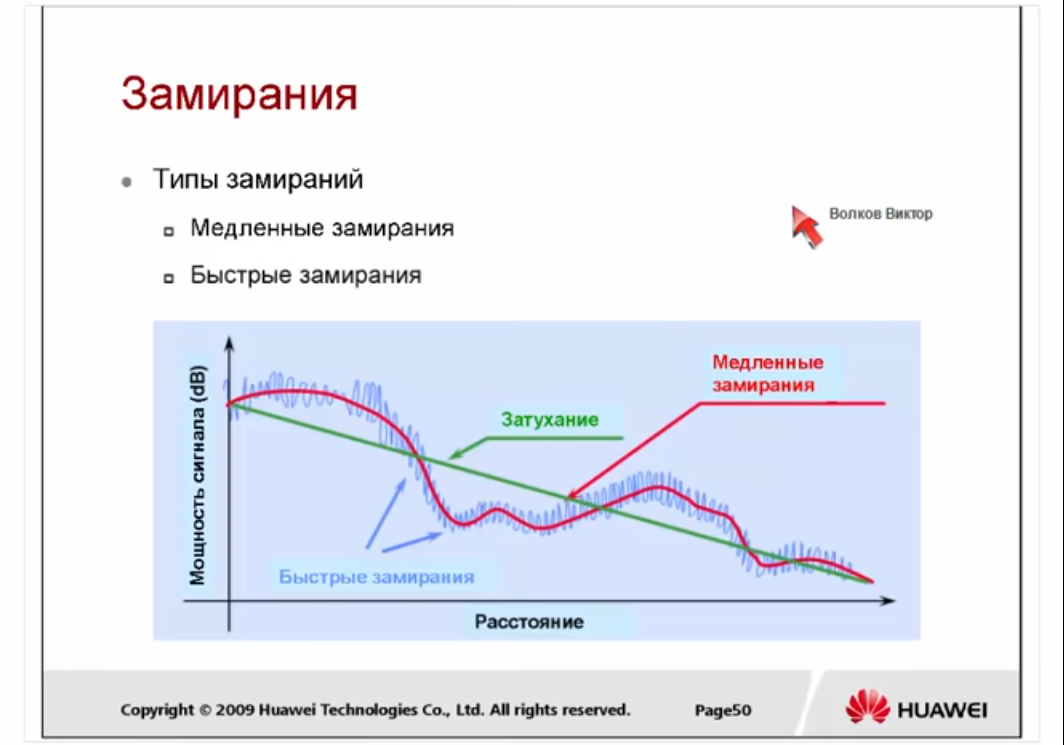 Замирания
Типы замираний
Волков Виктор
Медленные замирания
Быстрые замирания
Мощность сигнала (dB)
Медленные
замирания
Затухание
Быстрые замирания
Расстояние
Copyright © 2009 Huawei Technologies Co., Ltd. All rights reserved.
Page50
HUAWEI